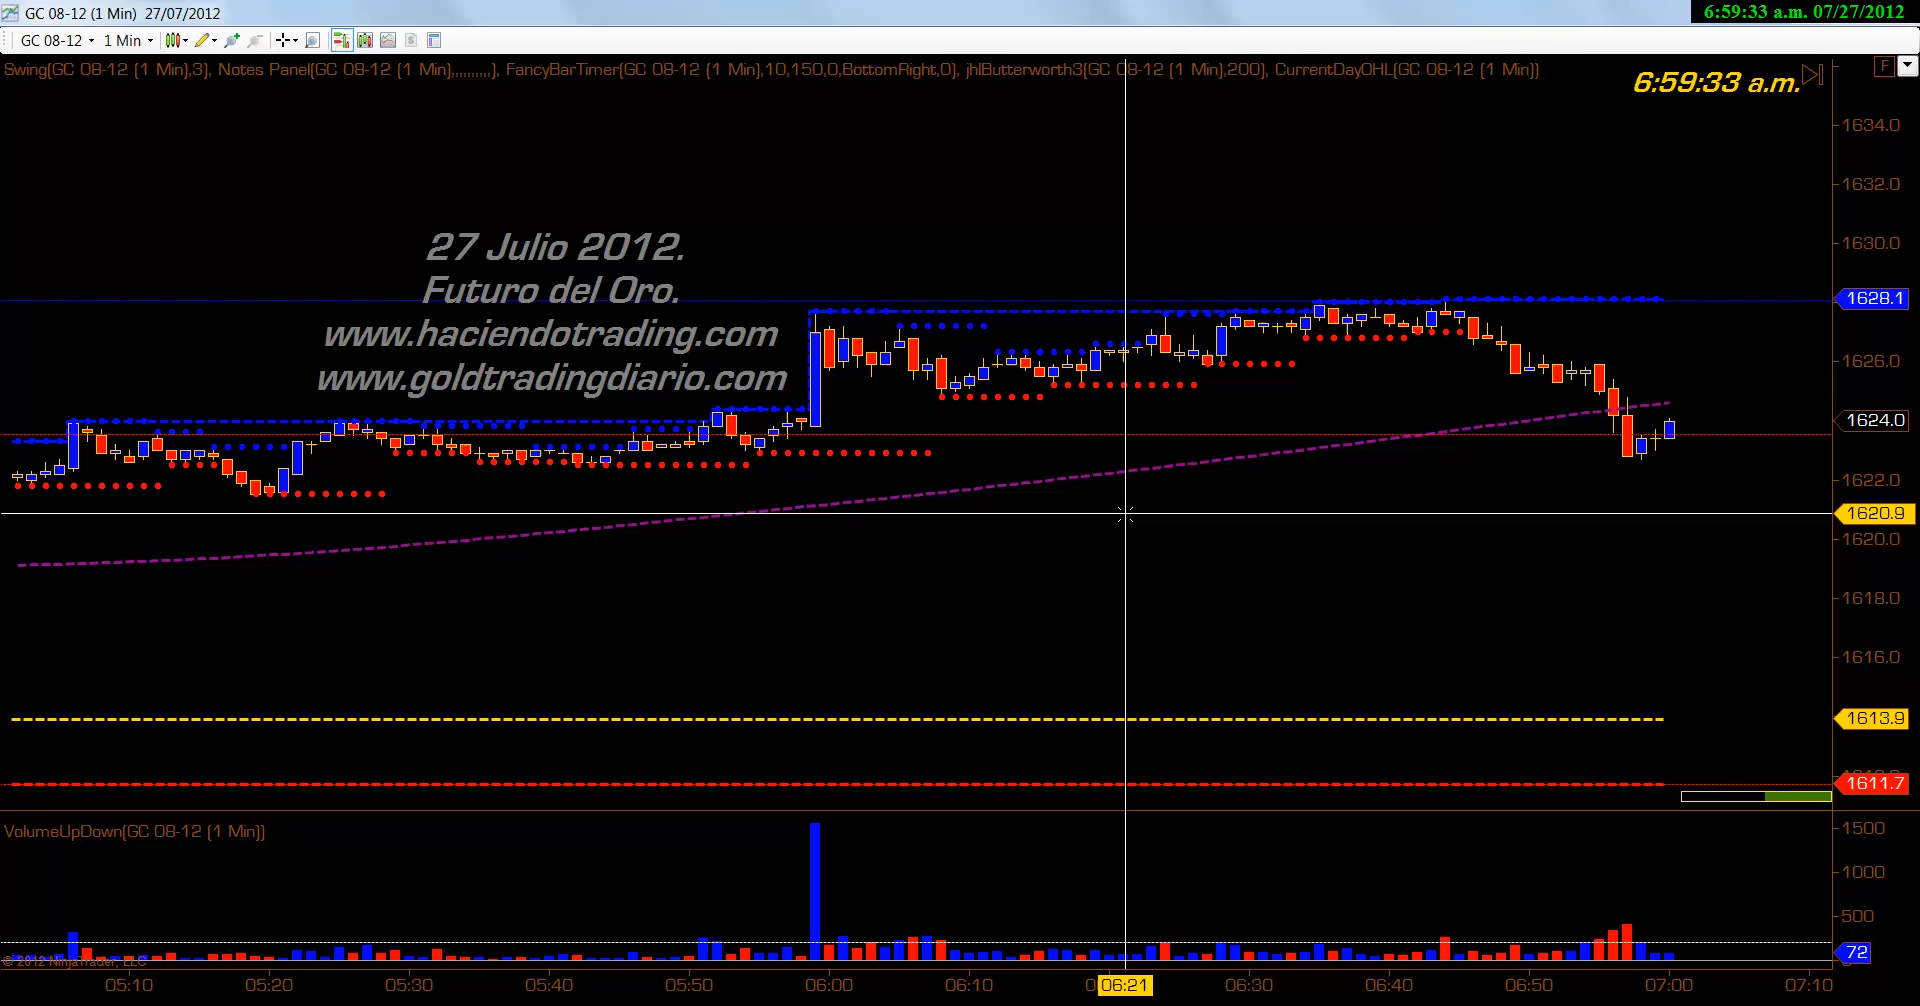 GC 08-12 (1 Min) 27/07/2012
6:59:33 a.m. 07/27/2012
GC 08-12 1 Min
Swing(GC 08-12 (1 Min),3), Notes Panel(GC 08-12 (1 Min),,,,,,,,,,), FancyBarTimer(GC 08-12 (1 Min),10,150,0,BottomRight,0), jhlButterworth3(GC 08-12 (1 Min),200), CurrentDayOHL(GC 08-12 (1 Min))
F
6:59:33 a.m.
1634.0
1632.0
27 Julio 2012.
1630.0
Futuro del Oro.
1628.1
www.haciendotrading.com
1626.0
www.goldtradingdiario.com
1624.0
1622.0
1620.9
1620.0
1618.0
1616.0
1613.9
1611.7
VolumeUpDown(GC 08-12 (1 Min))
1500
1000
500
72
© 2012 NinjaTrader, LLC
05:10 05:20 05:30 05:40 05:50 06:00 06:10 06:21 06:30 06:40 06:50 07:00 07:10